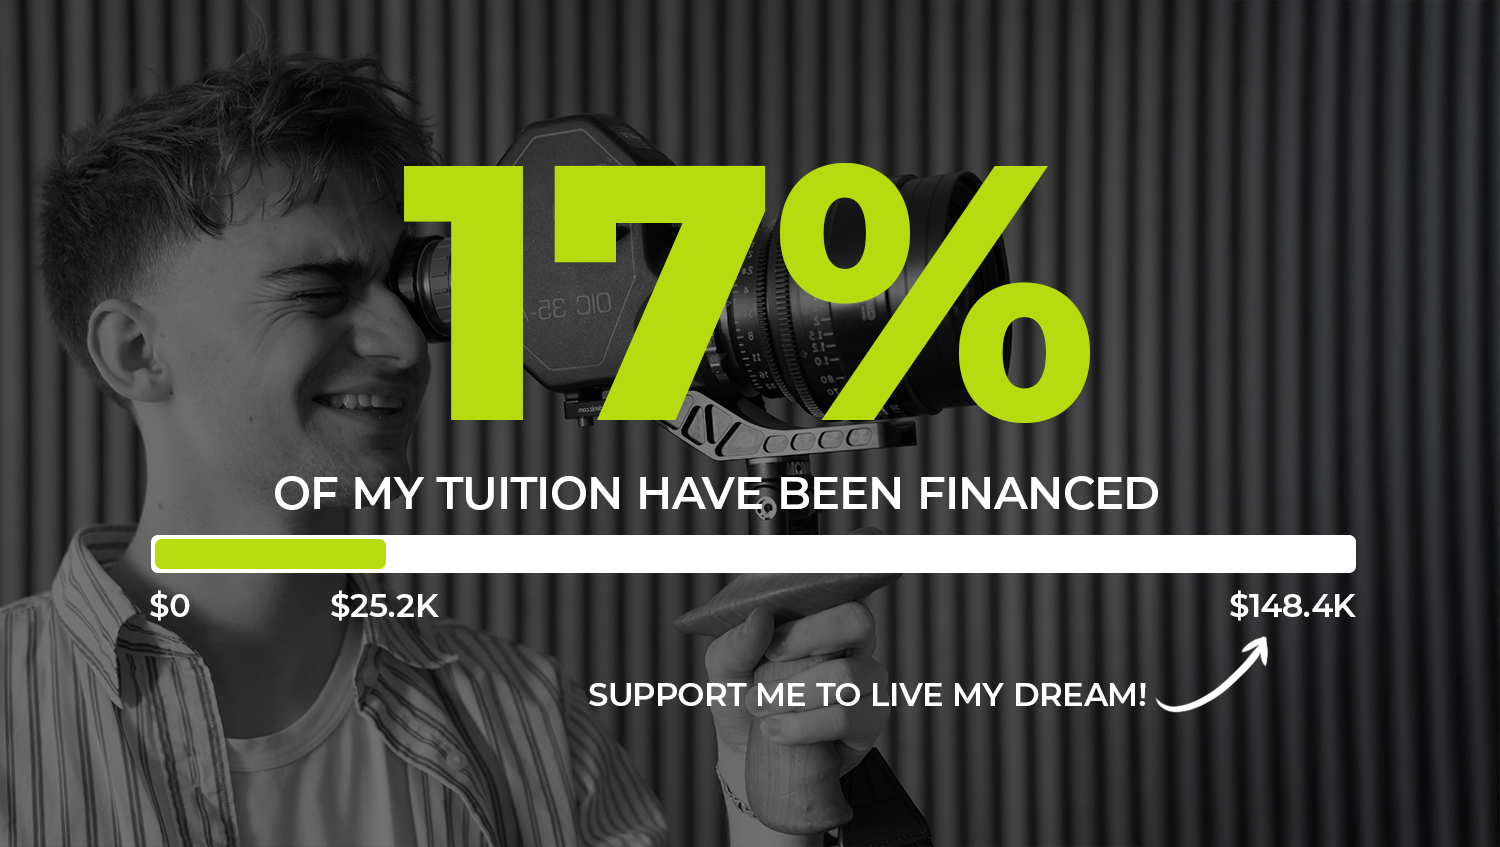 17%
OF MY TUITION HAVE BEEN FINANCED
$0 $25.2K $148.4K
SUPPORT ME TO LIVE MY DREAM!